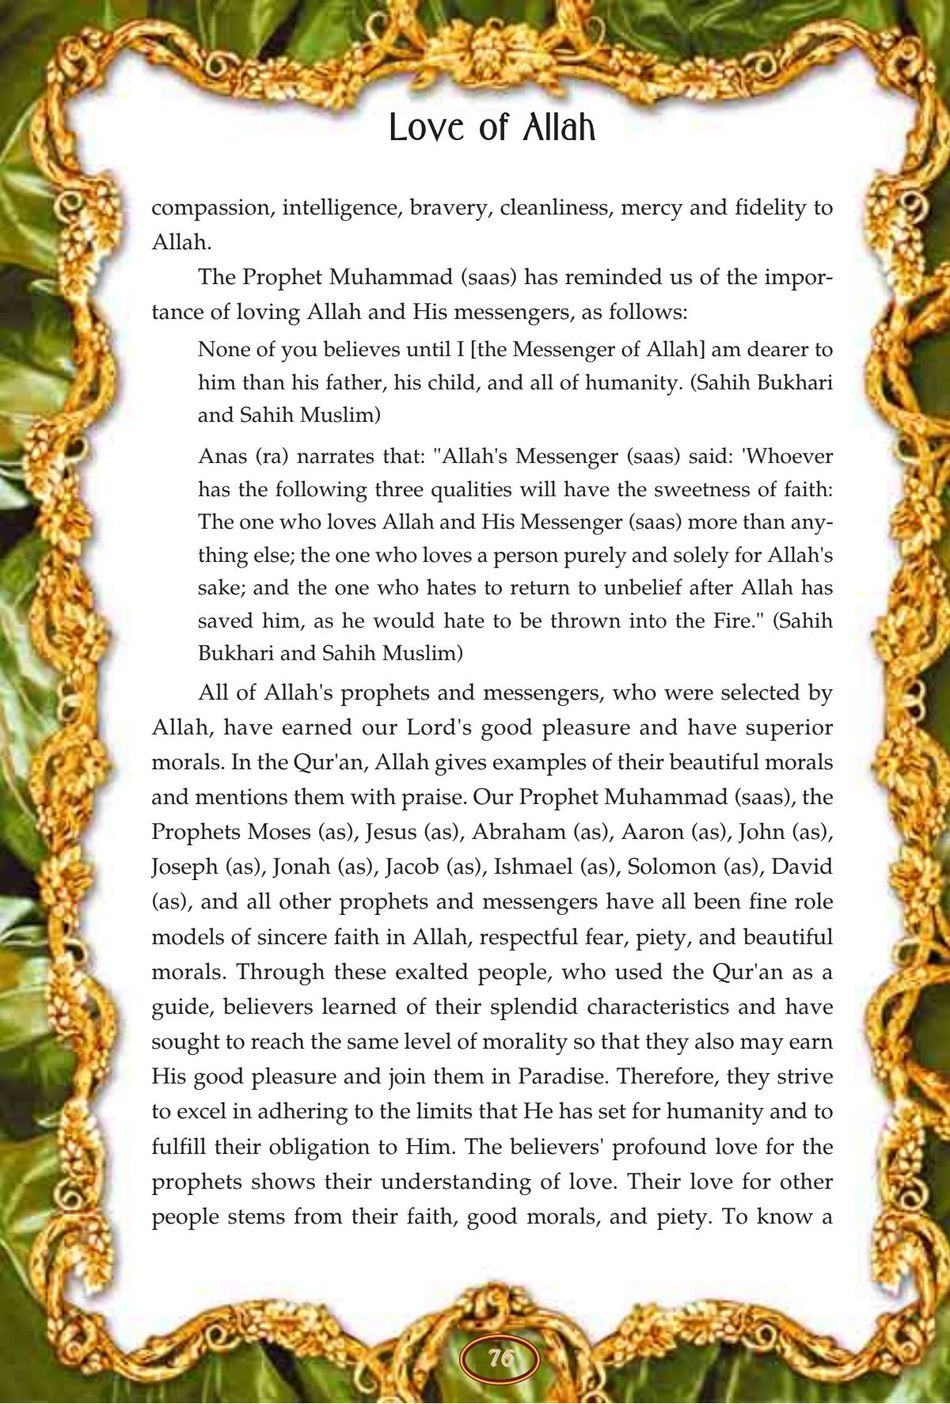 Love of Allah
compassion, intelligence, bravery, cleanliness, mercy and fidelity to
Allah.
The Prophet Muhammad (saas) has reminded us of the impor-
tance of loving Allah and His messengers, as follows:
None of you believes until I [the Messenger of Allah] am dearer to
him than his father, his child, and all of humanity. (Sahih Bukhari
and Sahih Muslim)
Anas (ra) narrates that: "Allah's Messenger (saas) said: 'Whoever
has the following three qualities will have the sweetness of faith:
The one who loves Allah and His Messenger (saas) more than any-
thing else; the one who loves a person purely and solely for Allah's
sake; and the one who hates to return to unbelief after Allah has
saved him, as he would hate to be thrown into the Fire." (Sahih
Bukhari and Sahih Muslim)
All of Allah's prophets and messengers, who were selected by
Allah, have earned our Lord's good pleasure and have superior
morals. In the Qur'an, Allah gives examples of their beautiful morals
and mentions them with praise. Our Prophet Muhammad (saas), the
Prophets Moses (as), Jesus (as), Abraham (as), Aaron (as), John (as),
Joseph (as), Jonah (as), Jacob (as), Ishmael (as), Solomon (as), David
(as), and all other prophets and messengers have all been fine role
models of sincere faith in Allah, respectful fear, piety, and beautiful
morals. Through these exalted people, who used the Qur'an as a
guide, believers learned of their splendid characteristics and have
sought to reach the same level of morality so that they also may earn
His good pleasure and join them in Paradise. Therefore, they strive
to excel in adhering to the limits that He has set for humanity and to
fulfill their obligation to Him. The believers' profound love for the
prophets shows their understanding of love. Their love for other
people stems from their faith, good morals, and piety. To know a
76